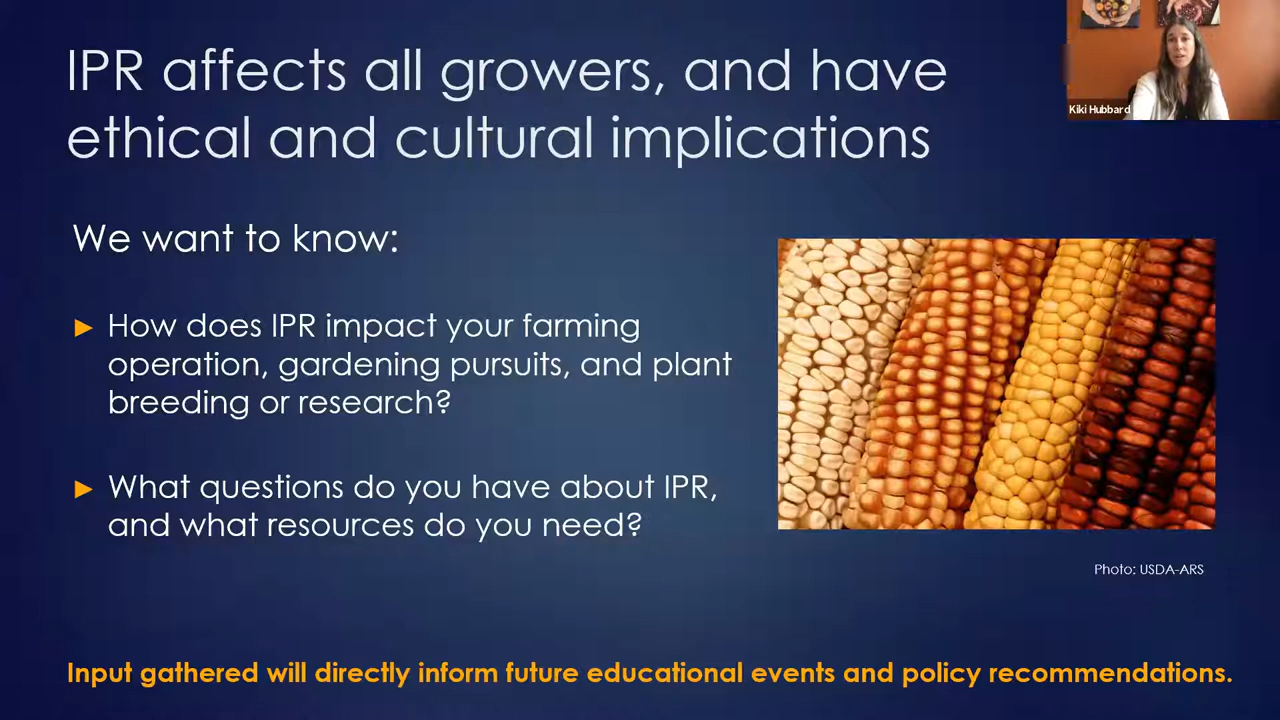 IPR affects all growers, and have
ethical and cultural implications
Kiki Hubbard
We want to know:
How does IPR impact your farming
operation, gardening pursuits, and plant
breeding or research?
What questions do you have about IPR,
and what resources do you need?
Photo: USDA-ARS
Input gathered will directly inform future educational events and policy recommendations.